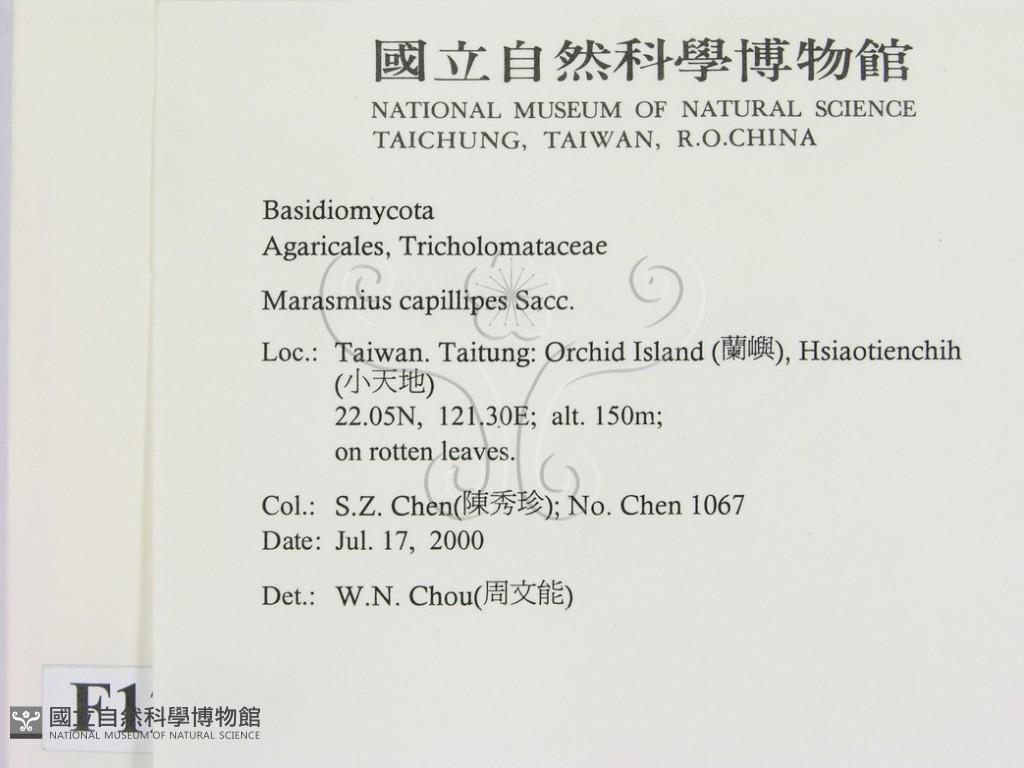 國立自然科學博物館
NATIONAL MUSEUM OF NATURAL SCIENCE
TAICHUNG, TAIWAN, R.O.CHINA
Basidiomycota
Agaricales, Tricholomataceae
Marasmius capillipes Sacc.
Loc.: Taiwan. Taitung: Orchid Island (蘭嶼), Hsiaotienchih
(小天地)
22.05N, 121.30E; alt. 150m;
on rotten leaves.
Col.: S.Z. Chen(陳秀珍); No. Chen 1067
Date: Jul. 17, 2000
Det.: W.N. Chou(周文能)
F1
國立自然科學博物館
NATIONAL MUSEUM OF NATURAL SCIENCE